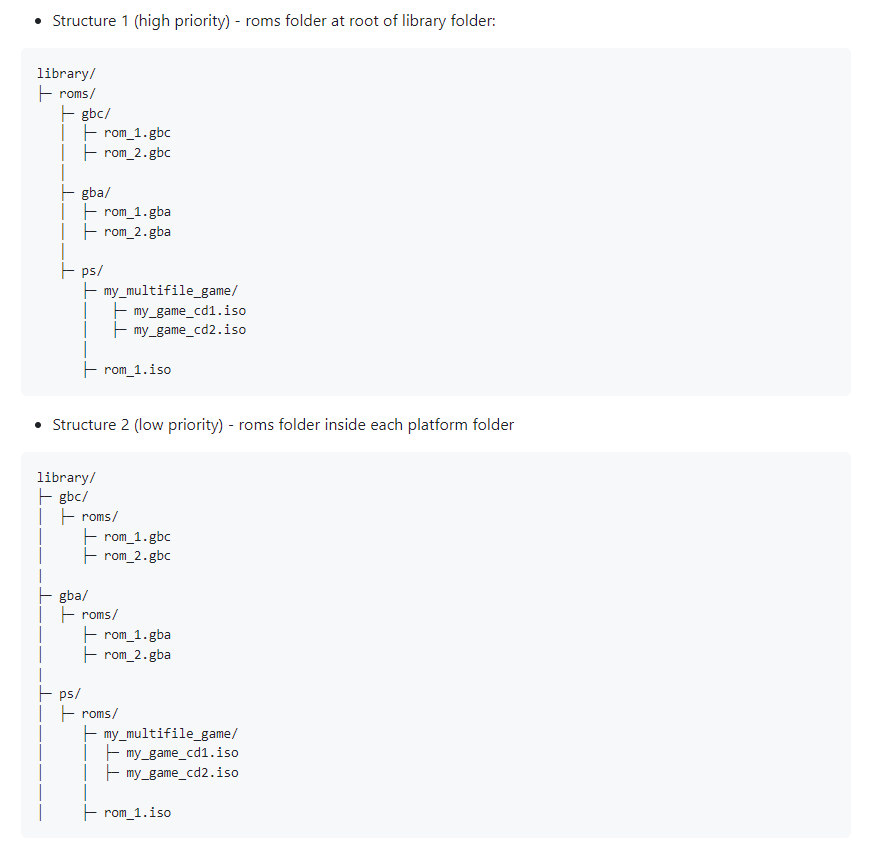 • Structure 1 (high priority) - roms folder at root of library folder:
library/
├─ roms/
   ├─ gbc/
   │  ├─ rom_1.gbc
   │  ├─ rom_2.gbc
   │
   ├─ gba/
   │  ├─ rom_1.gba
   │  ├─ rom_2.gba
   │
   ├─ ps/
      ├─ my_multifile_game/
      │   ├─ my_game_cd1.iso
      │   ├─ my_game_cd2.iso
      │
      ├─ rom_1.iso
• Structure 2 (low priority) - roms folder inside each platform folder
library/
├─ gbc/
│  ├─ roms/
│     ├─ rom_1.gbc
│     ├─ rom_2.gbc
|
├─ gba/
│  ├─ roms/
│     ├─ rom_1.gba
│     ├─ rom_2.gba
|
├─ ps/
│  ├─ roms/
│     ├─ my_multifile_game/
│     │  ├─ my_game_cd1.iso
│     │  ├─ my_game_cd2.iso
│     │
│     ├─ rom_1.iso